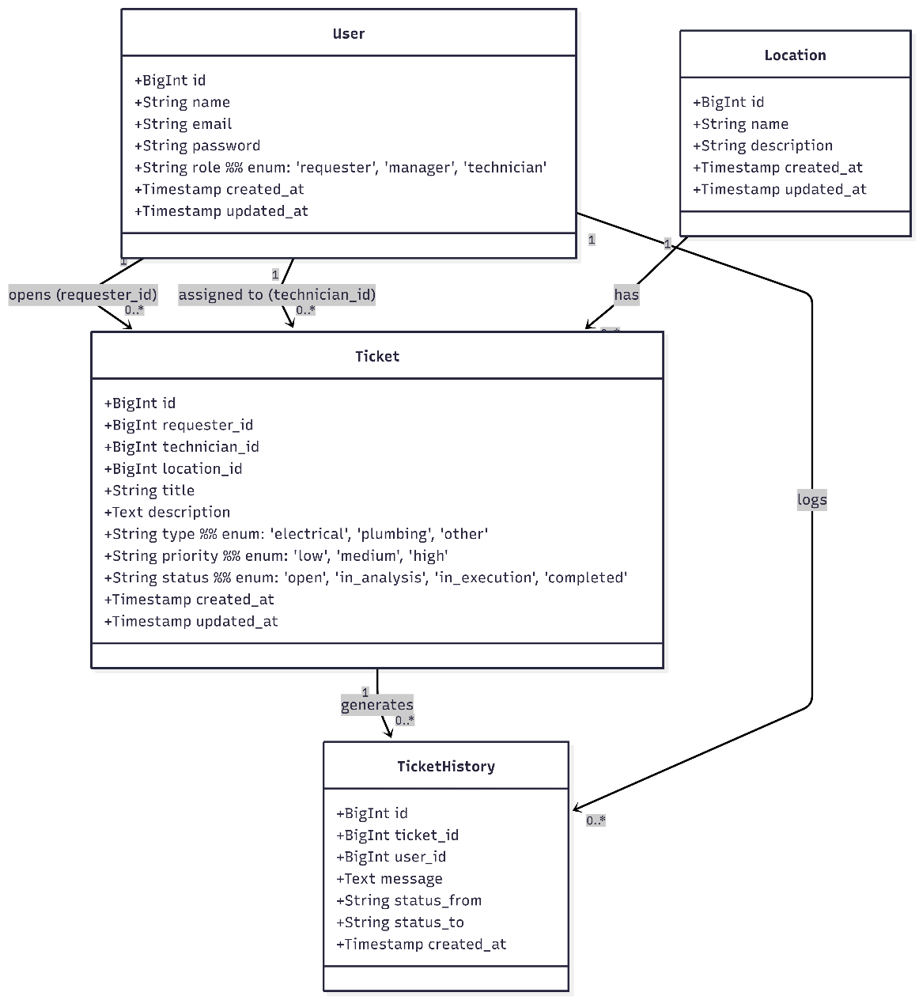 User
+BigInt id
+String name
+String email
+String password
+String role %% enum: 'requester', 'manager', 'technician'
+Timestamp created_at
+Timestamp updated_at
Location
+BigInt id
+String name
+String description
+Timestamp created_at
+Timestamp updated_at
1
opens (requester_id)
0..*
1
assigned to (technician_id)
0..*
1
has
0..*
1
logs
0..*
Ticket
+BigInt id
+BigInt requester_id
+BigInt technician_id
+BigInt location_id
+String title
+Text description
+String type %% enum: 'electrical', 'plumbing', 'other'
+String priority %% enum: 'low', 'medium', 'high'
+String status %% enum: 'open', 'in_analysis', 'in_execution', 'completed'
+Timestamp created_at
+Timestamp updated_at
1
generates
0..*
TicketHistory
+BigInt id
+BigInt ticket_id
+BigInt user_id
+Text message
+String status_from
+String status_to
+Timestamp created_at